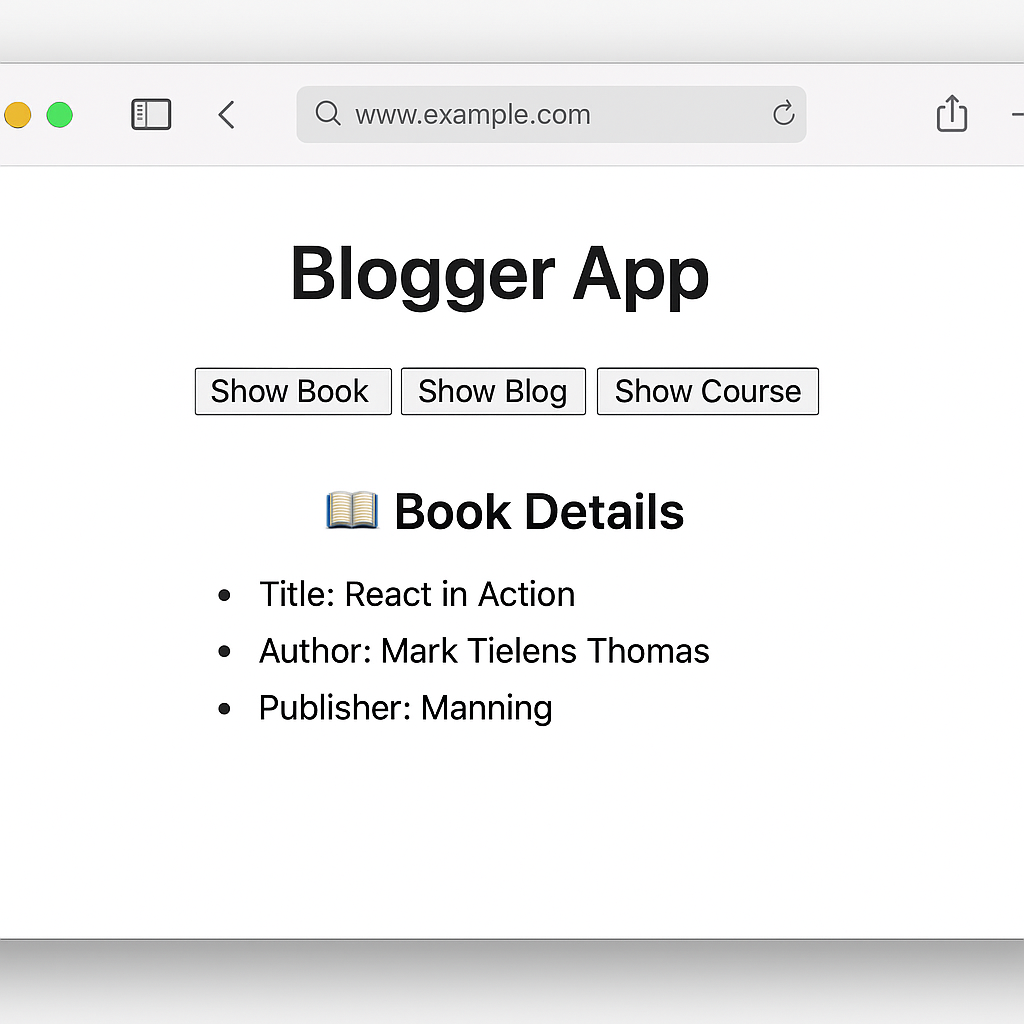 www.example.com
Blogger App
Show Book Show Blog Show Course
📖 Book Details
• Title: React in Action
• Author: Mark Tielens Thomas
• Publisher: Manning